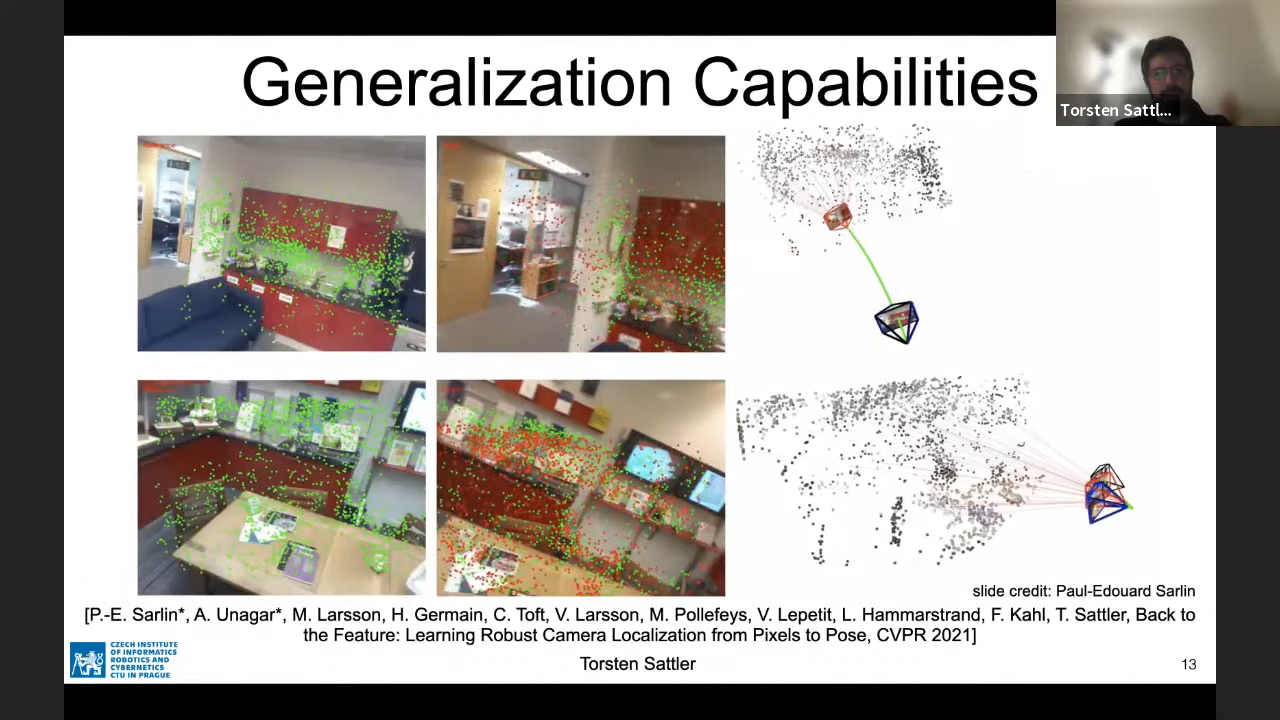 Generalization Capabilities
Torsten Sattl...
slide credit: Paul-Edouard Sarlin
[P.-E. Sarlin*, A. Unagar*, M. Larsson, H. Germain, C. Toft, V. Larsson, M. Pollefeys, V. Lepetit, L. Hammarstrand, F. Kahl, T. Sattler, Back to
the Feature: Learning Robust Camera Localization from Pixels to Pose, CVPR 2021]
CZECH INSTITUTE
OF INFORMATICS
ROBOTICS AND
CYBERNETICS
CTU IN PRAGUE
Torsten Sattler
13